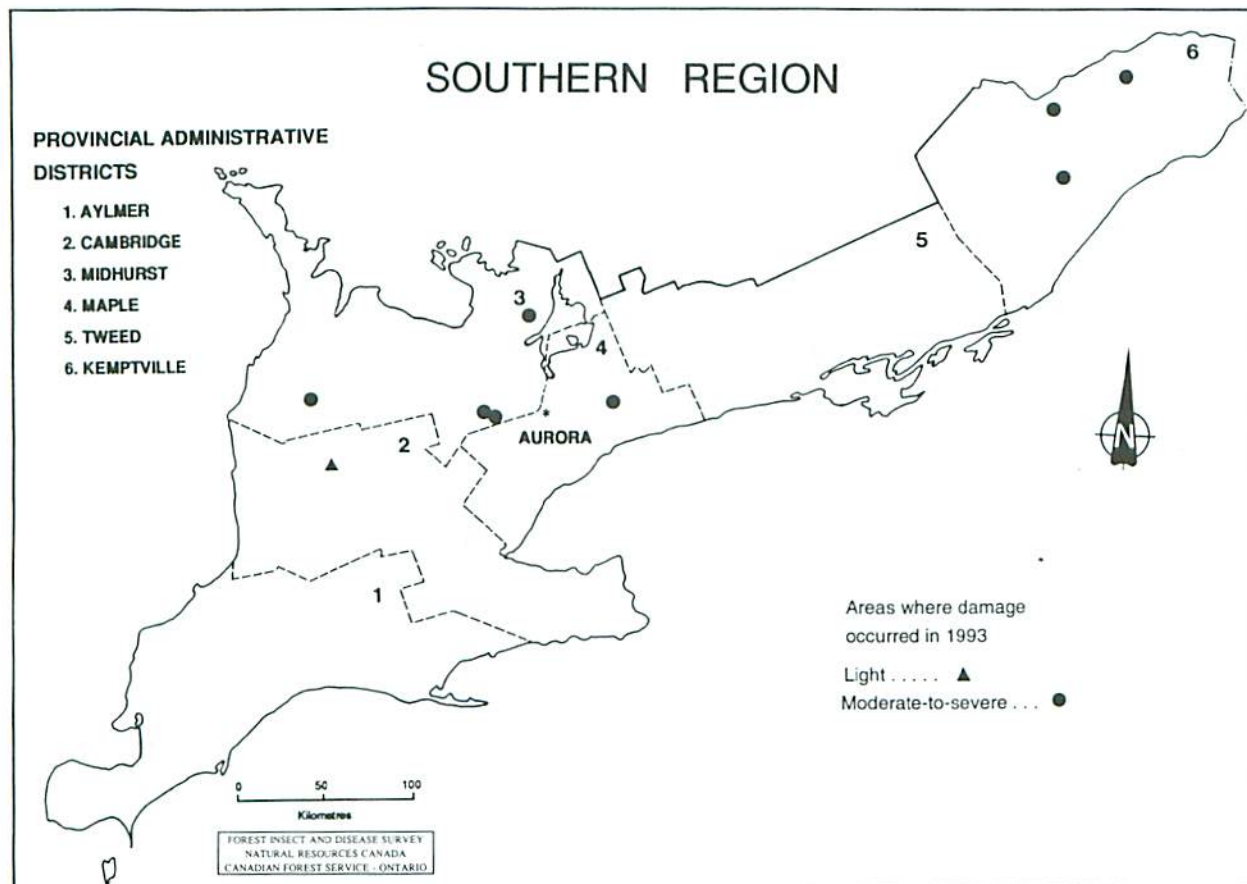 SOUTHERN REGION
PROVINCIAL ADMINISTRATIVE
DISTRICTS
1. AYLMER
2. CAMBRIDGE
3. MIDHURST
4. MAPLE
5. TWEED
6. KEMPTVILLE
6
5
3
4
* AURORA
2
1
N
Areas where damage
occurred in 1993
Light . . . . .
Moderate-to-severe . . .
0 50 100
Kilometres
FOREST INSECT AND DISEASE SURVEY
NATURAL RESOURCES CANADA
CANADIAN FOREST SERVICE - ONTARIO